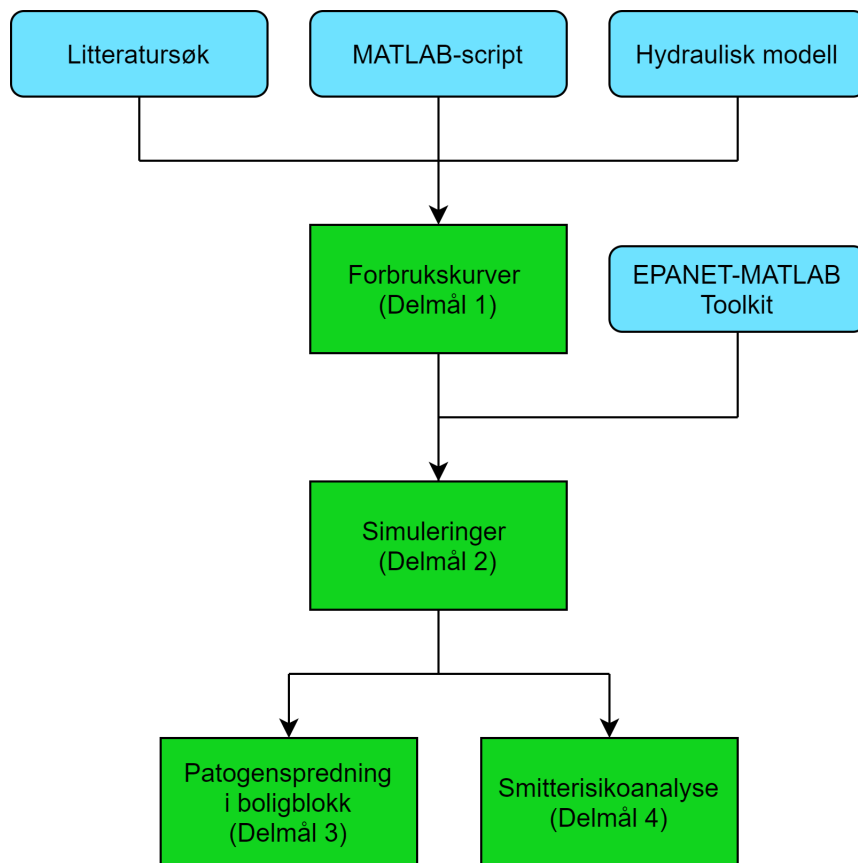 Litteratursøk
MATLAB-script
Hydraulisk modell
Forbrukskurver
(Delmål 1)
EPANET-MATLAB
Toolkit
Simuleringer
(Delmål 2)
Patogenspredning
i boligblokk
(Delmål 3)
Smitterisikoanalyse
(Delmål 4)